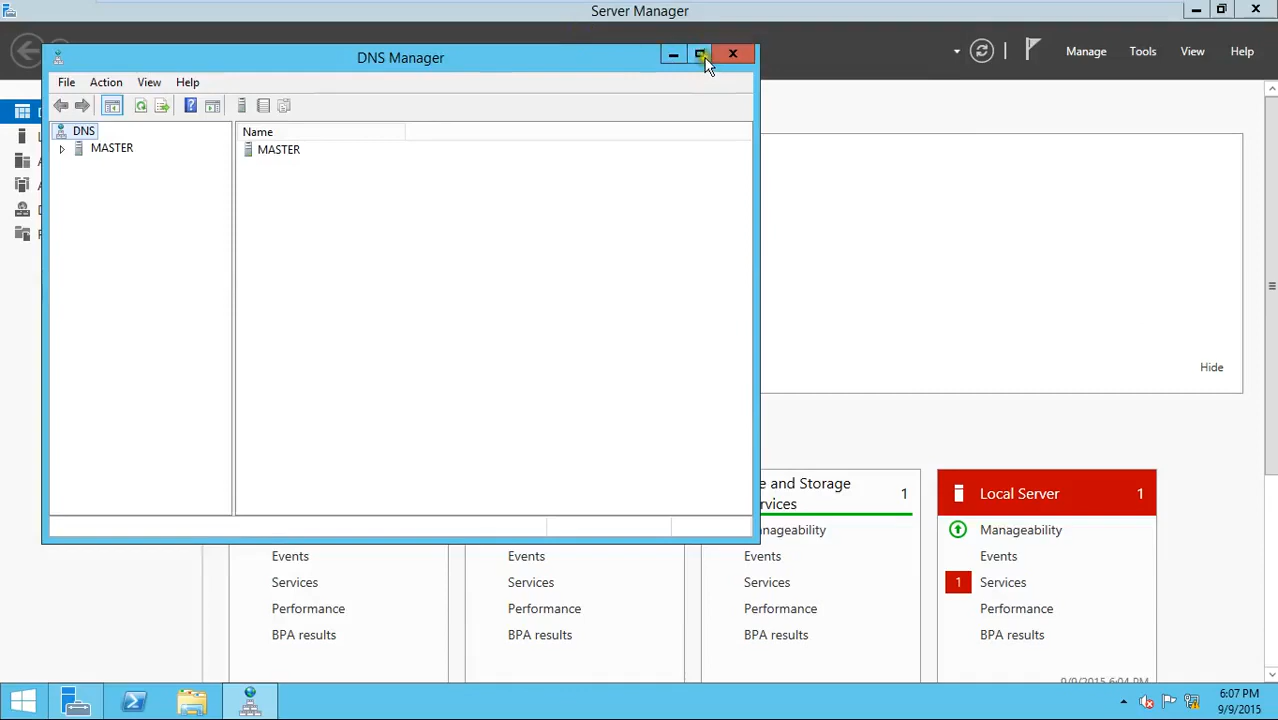 Server Manager
DNS Manager
Manage
Tools
View
Help
File
Action
View
Help
DNS
MASTER
Name
MASTER
Hide
and Storage
1
Local Server
1
Manageability
Events
Services
Performance
BPA results
Events
Services
Performance
BPA results
Events
Services
Performance
BPA results
1
Manageability
Events
Services
Performance
BPA results
6:07 PM
9/9/2015